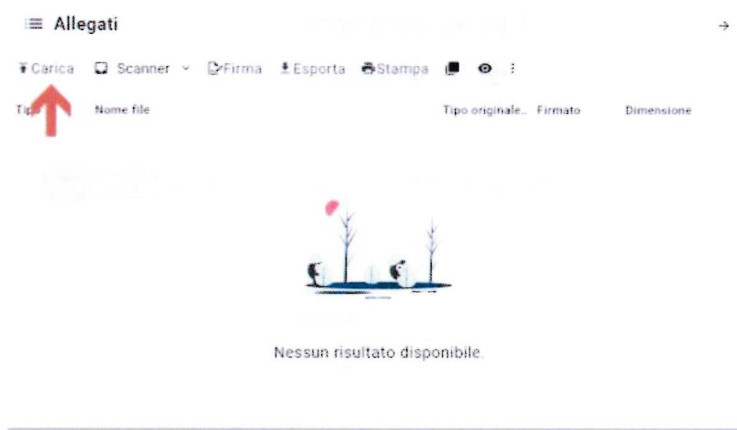 Allegati
Carica Scanner Firma Esporta Stampa
Nome file Tipo originale.. Firmato Dimensione
Nessun risultato disponibile.